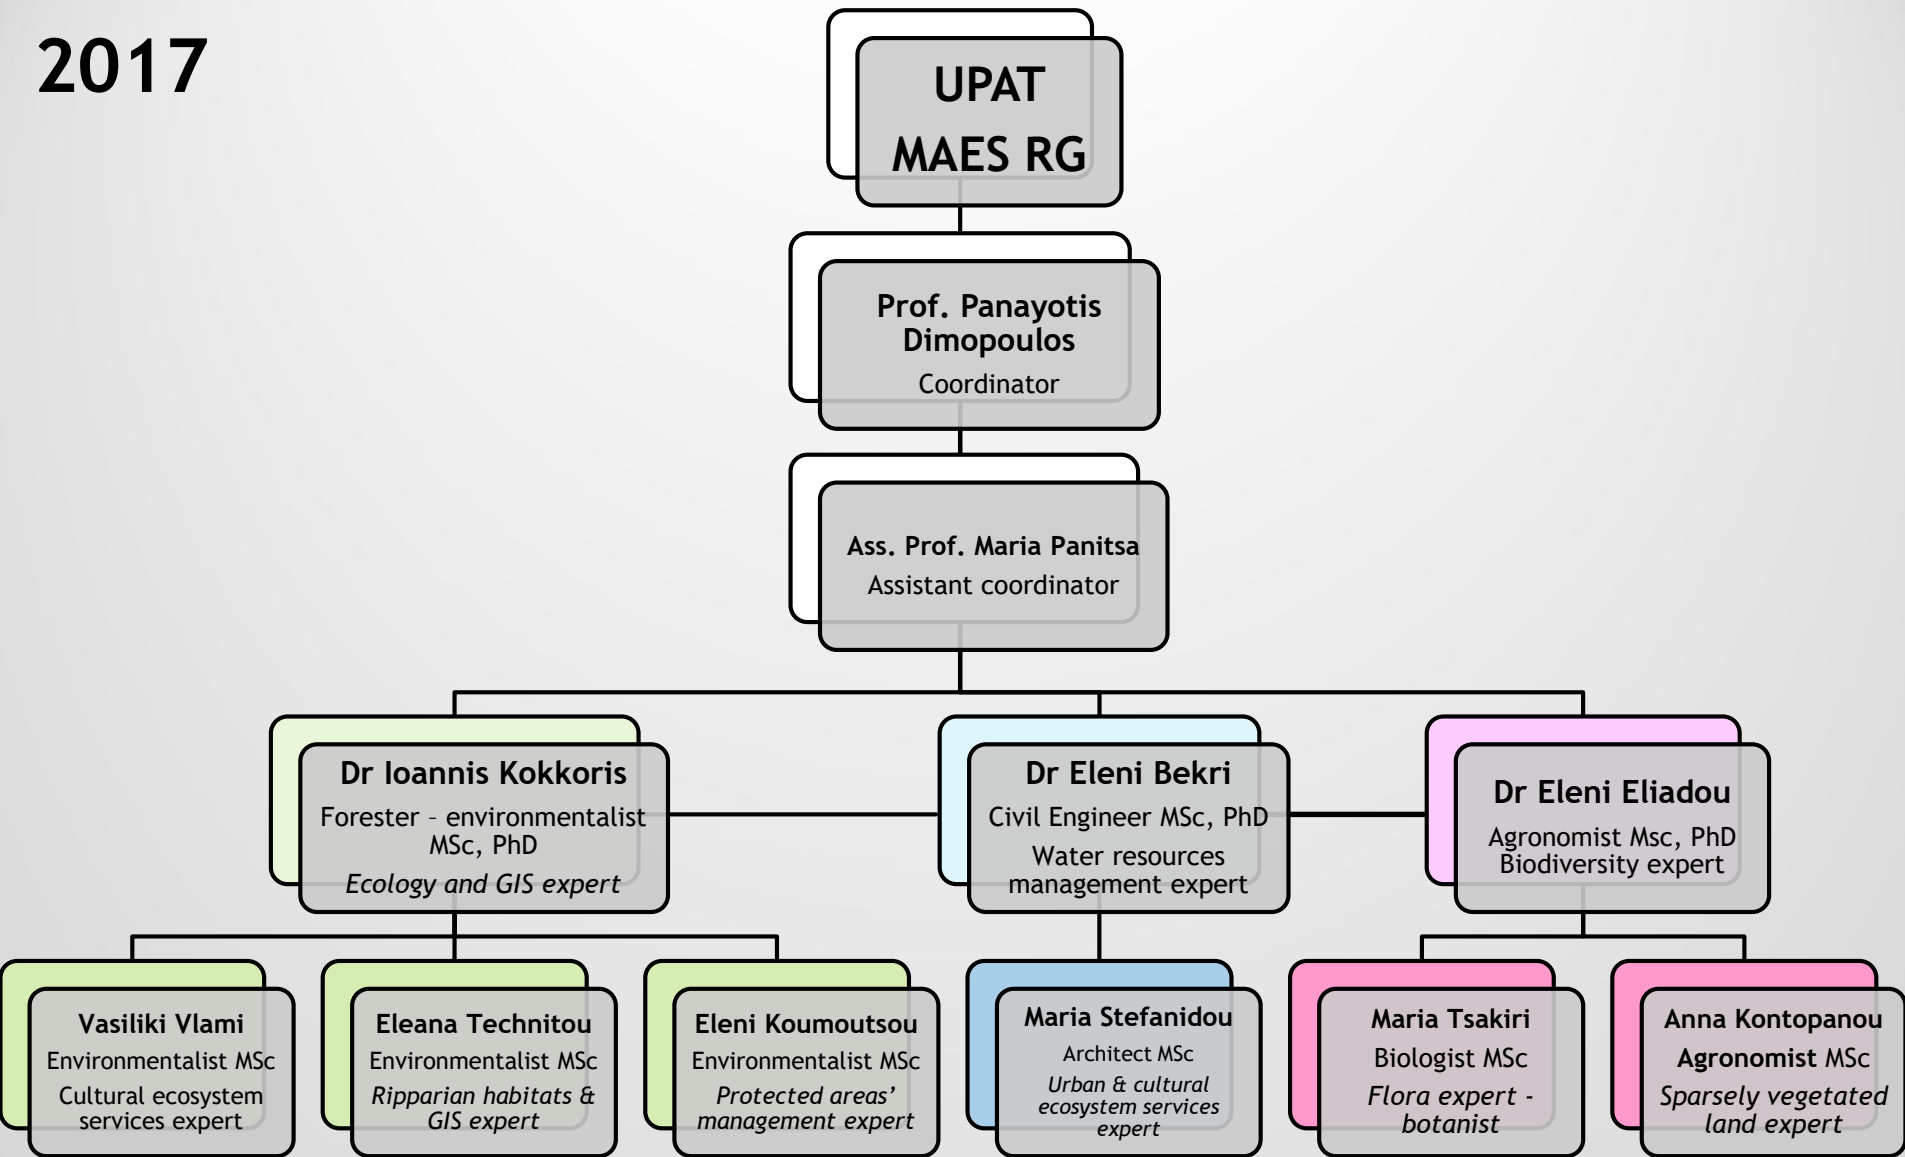 2017
UPAT
MAES RG
Prof. Panayotis
Dimopoulos
Coordinator
Ass. Prof. Maria Panitsa
Assistant coordinator
Dr Ioannis Kokkoris
Forester – environmentalist
MSc, PhD
Ecology and GIS expert
Dr Eleni Bekri
Civil Engineer MSc, PhD
Water resources
management expert
Dr Eleni Eliadou
Agronomist Msc, PhD
Biodiversity expert
Vasiliki Vlami
Environmentalist MSc
Cultural ecosystem
services expert
Eleana Technitou
Environmentalist MSc
Ripparian habitats &
GIS expert
Eleni Koumoutsou
Environmentalist MSc
Protected areas’
management expert
Maria Stefanidou
Architect MSc
Urban & cultural
ecosystem services
expert
Maria Tsakiri
Biologist MSc
Flora expert -
botanist
Anna Kontopanou
Agronomist MSc
Sparsely vegetated
land expert